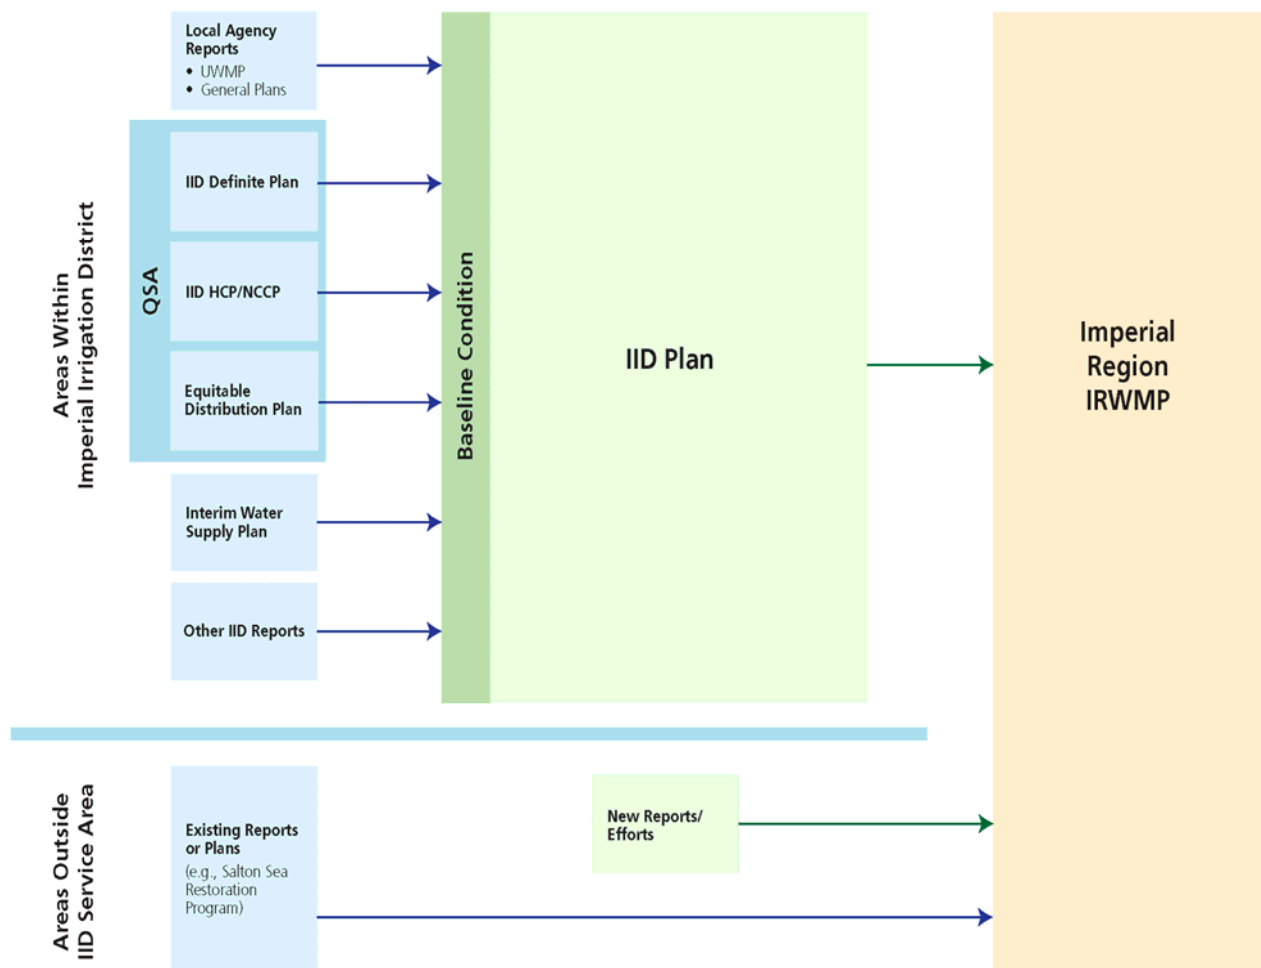 Local Agency
Reports
• UWMP
• General Plans
Areas Within
Imperial Irrigation District
QSA
IID Definite Plan
IID HCP/NCCP
Equitable
Distribution Plan
Interim Water
Supply Plan
Other IID Reports
Baseline Condition
IID Plan
Imperial
Region
IRWMP
Areas Outside
IID Service Area
Existing Reports
or Plans
(e.g., Salton Sea
Restoration
Program)
New Reports/
Efforts